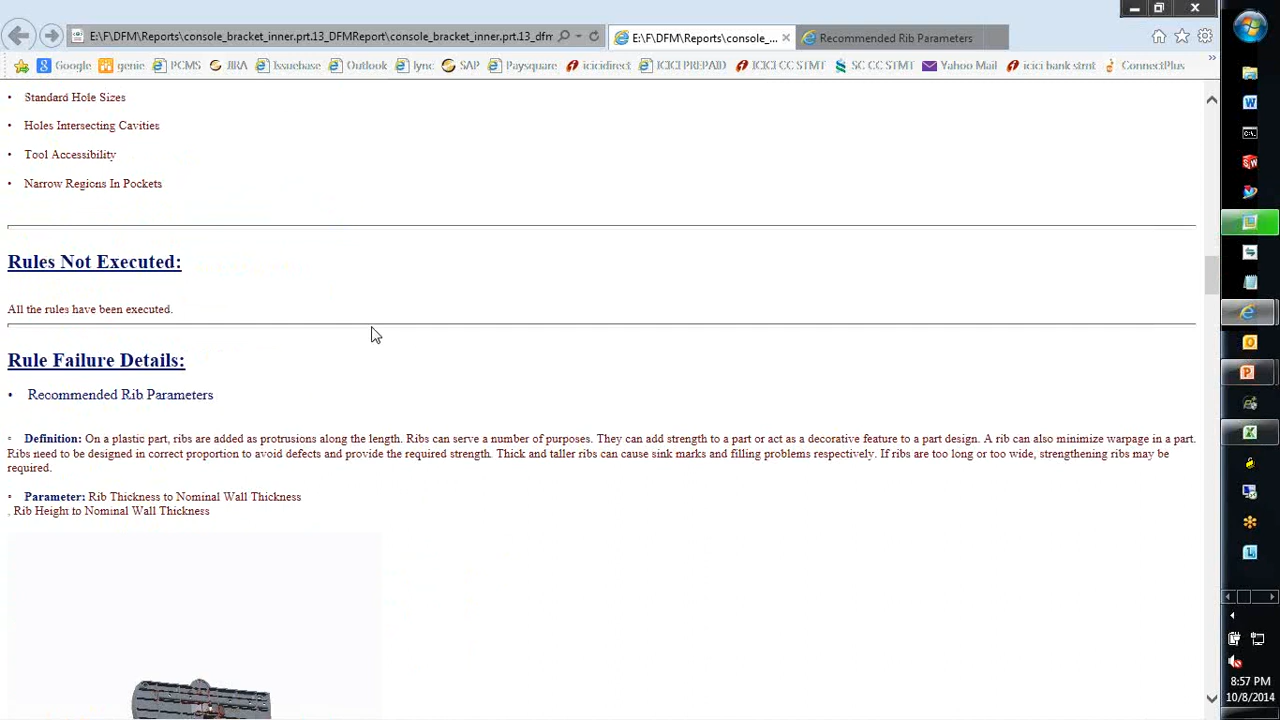 E:\F\DFM\Reports\console_bracket_inner.prt.13_DFMReport\console_bracket_inner.prt.13_dfm
E:\F\DFM\Reports\console_...
Recommended Rib Parameters
Google genie PCMS JIRA Issuebase Outlook lync SAP Paysquare icicidirect ICICI PREPAID ICICI CC STMT SC CC STMT Yahoo Mail icici bank stmt ConnectPlus
• Standard Hole Sizes
• Holes Intersecting Cavities
• Tool Accessibility
• Narrow Regions In Pockets
Rules Not Executed:
All the rules have been executed.
Rule Failure Details:
• Recommended Rib Parameters
▫ Definition: On a plastic part, ribs are added as protrusions along the length. Ribs can serve a number of purposes. They can add strength to a part or act as a decorative feature to a part design. A rib can also minimize warpage in a part.
Ribs need to be designed in correct proportion to avoid defects and provide the required strength. Thick and taller ribs can cause sink marks and filling problems respectively. If ribs are too long or too wide, strengthening ribs may be
required.
▫ Parameter: Rib Thickness to Nominal Wall Thickness
, Rib Height to Nominal Wall Thickness
8:57 PM
10/8/2014